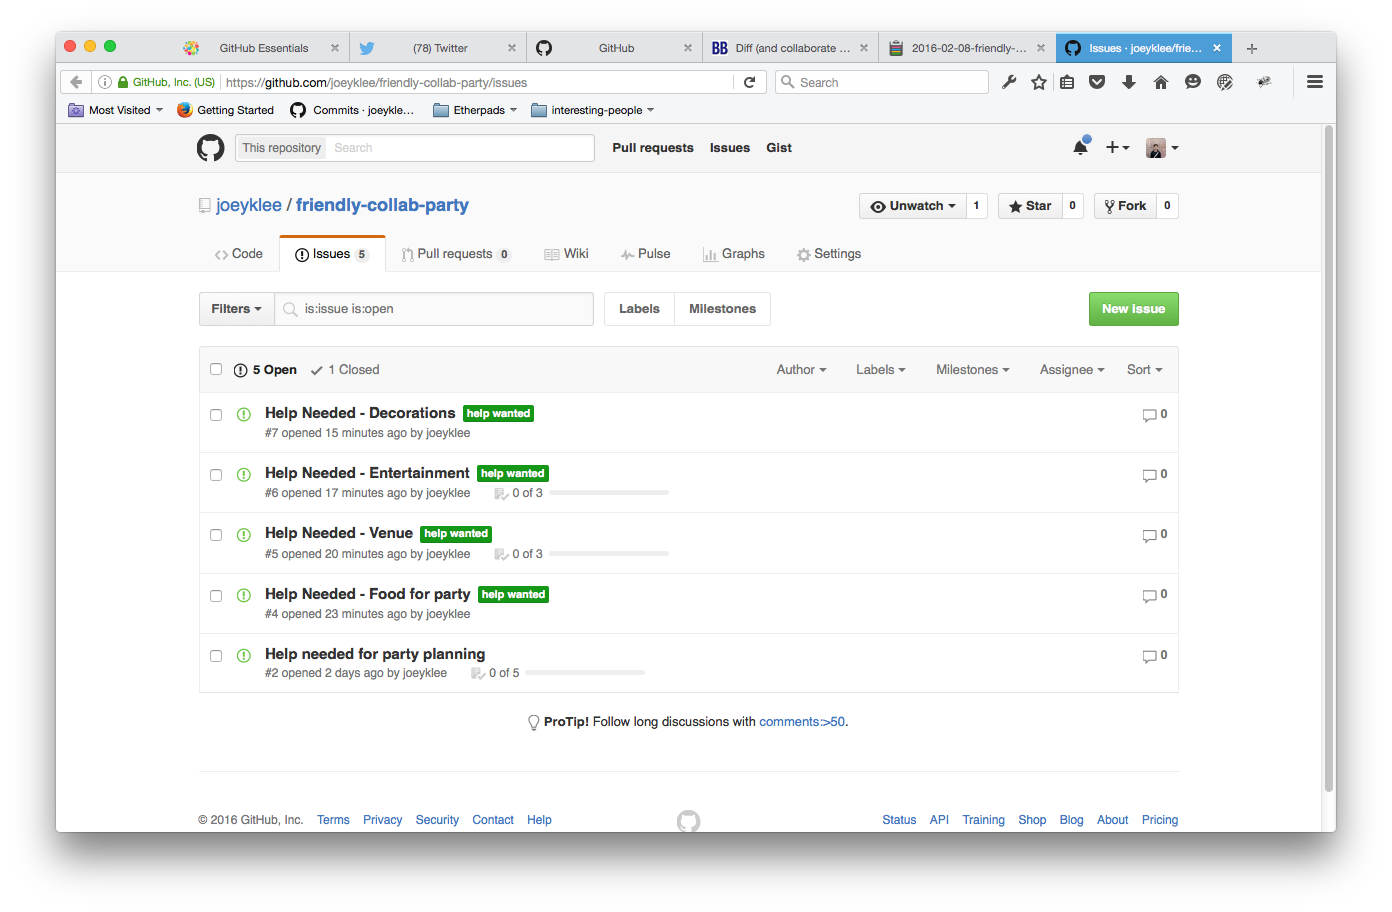 GitHub Essentials
(78) Twitter
GitHub
BB Diff (and collaborate ...
2016-02-08-friendly-...
Issues · joeyklee/frie...
GitHub, Inc. (US) https://github.com/joeyklee/friendly-collab-party/issues
Search
Most Visited
Getting Started
Commits · joeykle...
Etherpads
interesting-people
This repository Search
Pull requests Issues Gist
joeyklee / friendly-collab-party
Unwatch 1
Star 0
Fork 0
Code
Issues 5
Pull requests 0
Wiki
Pulse
Graphs
Settings
Filters is:issue is:open
Labels Milestones
New issue
5 Open 1 Closed
Author Labels Milestones Assignee Sort
Help Needed - Decorations help wanted 0
#7 opened 15 minutes ago by joeyklee
Help Needed - Entertainment help wanted 0
#6 opened 17 minutes ago by joeyklee 0 of 3
Help Needed - Venue help wanted 0
#5 opened 20 minutes ago by joeyklee 0 of 3
Help Needed - Food for party help wanted 0
#4 opened 23 minutes ago by joeyklee
Help needed for party planning 0
#2 opened 2 days ago by joeyklee 0 of 5
ProTip! Follow long discussions with comments:>50.
© 2016 GitHub, Inc. Terms Privacy Security Contact Help
Status API Training Shop Blog About Pricing